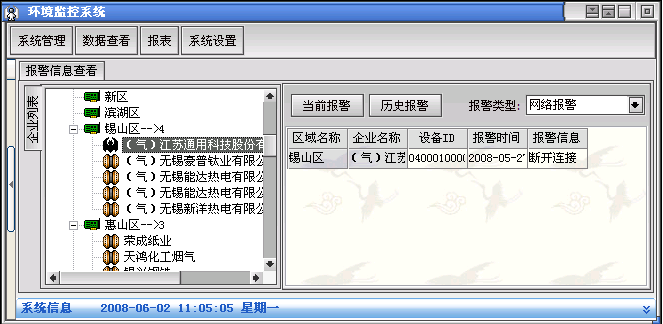 环境监控系统
系统管理 数据查看 报表 系统设置
报警信息查看
企业列表
新区
滨湖区
锡山区-->4
(气)江苏通用科技股份有
(气)无锡豪普钛业有限公
(气)无锡能达热电有限公
(气)无锡能达热电有限公
(气)无锡新洋热电有限公
惠山区-->3
荣成纸业
天鸿化工烟气
锡兴钢铁
当前报警 历史报警 报警类型: 网络报警
区域名称 企业名称 设备ID 报警时间 报警信息
锡山区 (气)江苏 0400010000 2008-05-27 断开连接
系统信息 2008-06-02 11:05:05 星期一